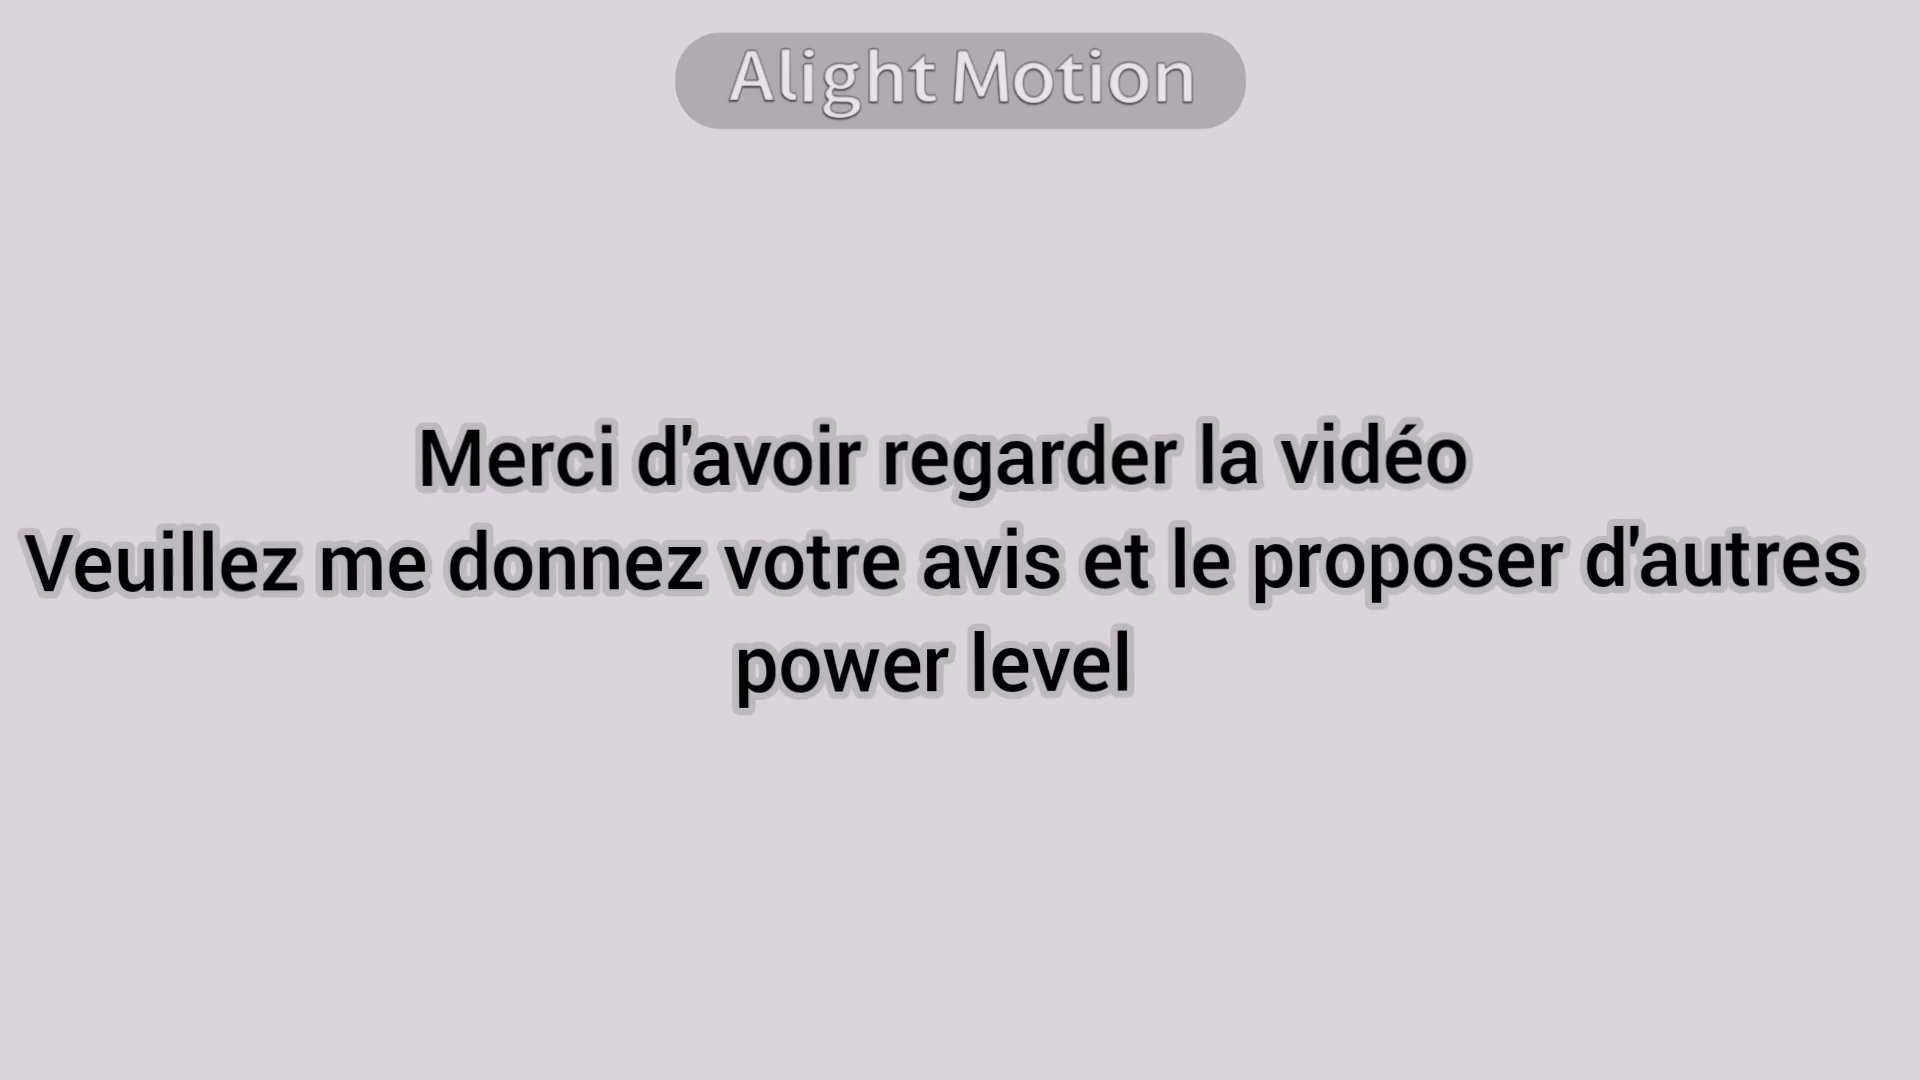 Alight Motion
Merci d'avoir regarder la vidéo
Veuillez me donnez votre avis et le proposer d'autres
power level